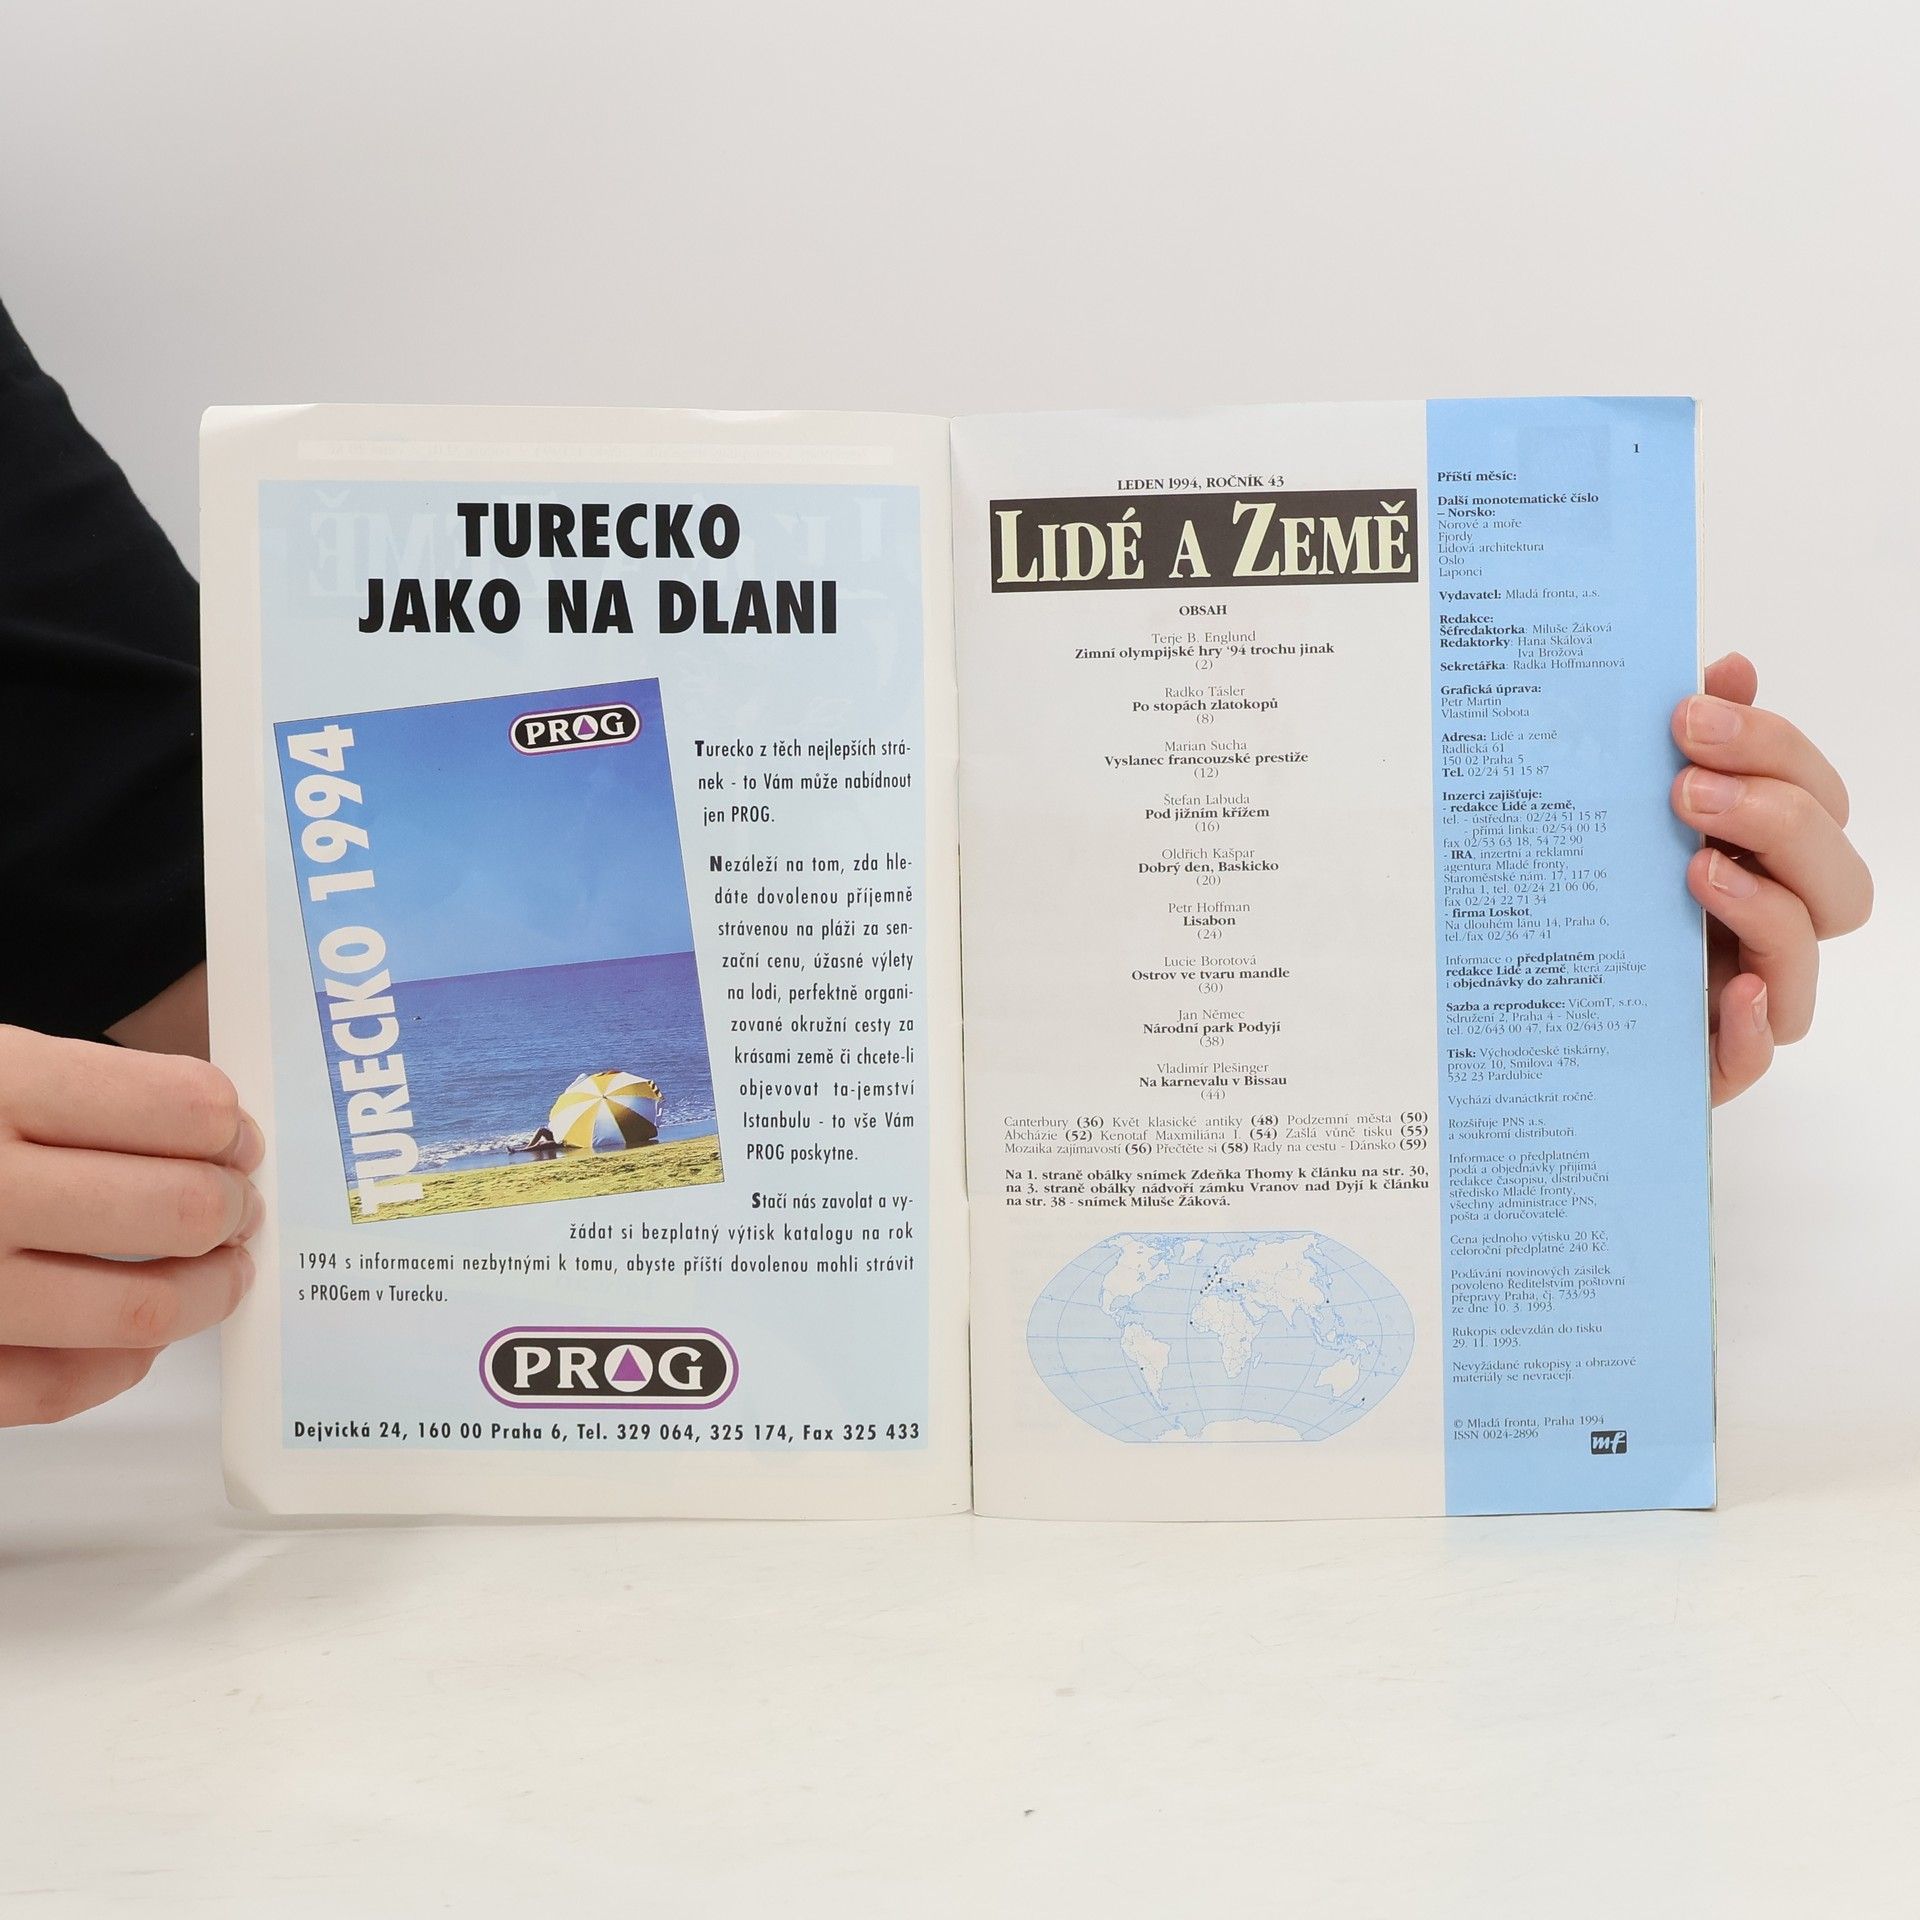 TURECKO
JAKO NA DLANI
PROG
TURECKO 1994
Turecko z těch nejlepších strá-
nek - to Vám může nabídnout
jen PROG.
Nezáleží na tom, zda hle-
dáte dovolenou příjemně
strávenou na pláži za sen-
zační cenu, úžasné výlety
na lodi, perfektně organi-
zované okružní cesty za
krásami země či chcete-li
objevovat ta-jemství
Istanbulu - to vše Vám
PROG poskytne.
Stačí nás zavolat a vy-
žádat si bezplatný výtisk katalogu na rok
1994 s informacemi nezbytnými k tomu, abyste příští dovolenou mohli strávit
s PROGem v Turecku.
PROG
Dejvická 24, 160 00 Praha 6, Tel. 329 064, 325 174, Fax 325 433
LEDEN 1994, ROČNÍK 43
LIDÉ A ZEMĚ
OBSAH
Terje B. Englund
Zimní olympijské hry '94 trochu jinak
(2)
Radko Tásler
Po stopách zlatokopů
(8)
Marian Sucha
Vyslanec francouzské prestiže
(12)
Štefan Labuda
Pod jižním křížem
(16)
Oldřich Kašpar
Dobrý den, Baskicko
(20)
Petr Hoffman
Lisabon
(24)
Lucie Borotová
Ostrov ve tvaru mandle
(30)
Jan Němec
Národní park Podyjí
(38)
Vladimír Plešinger
Na karnevalu v Bissau
(44)
Canterbury (36) Květ klasické antiky (48) Podzemní města (50)
Abcházie (52) Kenotaf Maxmiliána I. (54) Zašlá vůně tisku (55)
Mozaika zajímavostí (56) Přečtěte si (58) Rady na cestu - Dánsko (59)
Na 1. straně obálky snímek Zdeňka Thomy k článku na str. 30,
na 3. straně obálky nádvoří zámku Vranov nad Dyjí k článku
na str. 38 - snímek Miluše Žáková.
1
Příští měsíc:
Další monotematické číslo
– Norsko:
Norové a moře
Fjordy
Lidová architektura
Oslo
Laponci
Vydavatel: Mladá fronta, a.s.
Redakce:
Šéfredaktorka: Miluše Žáková
Redaktorky: Hana Skálová
Iva Brožová
Sekretářka: Radka Hoffmannová
Grafická úprava:
Petr Martin
Vlastimil Sobota
Adresa: Lidé a země
Radlická 61
150 02 Praha 5
Tel. 02/24 51 15 87
Inzerci zajišťuje:
- redakce Lidé a země,
tel. - ústředna: 02/24 51 15 87
- přímá linka: 02/54 00 13
fax 02/53 63 18, 54 72 90
- IRA, inzertní a reklamní
agentura Mladé fronty,
Staroměstské nám. 17, 117 06
Praha 1, tel. 02/24 21 06 06,
fax 02/24 22 71 34
- firma Loskot,
Na dlouhém lánu 14, Praha 6,
tel./fax 02/36 47 41
Informace o předplatném podá
redakce Lidé a země, která zajišťuje
i objednávky do zahraničí.
Sazba a reprodukce: ViComT, s.r.o.,
Sdružení 2, Praha 4 - Nusle,
tel. 02/643 00 47, fax 02/643 03 47
Tisk: Východočeské tiskárny,
provoz 10, Smilova 478,
532 23 Pardubice
Vychází dvanáctkrát ročně.
Rozšiřuje PNS a.s.
a soukromí distributoři.
Informace o předplatném
podá a objednávky přijímá
redakce časopisu, distribuční
středisko Mladé fronty,
všechny administrace PNS,
pošta a doručovatelé.
Cena jednoho výtisku 20 Kč,
celoroční předplatné 240 Kč.
Podávání novinových zásilek
povoleno Ředitelstvím poštovní
přepravy Praha, čj. 733/93
ze dne 10. 3. 1993.
Rukopis odevzdán do tisku
29. 11. 1993.
Nevyžádané rukopisy a obrazové
materiály se nevracejí.
© Mladá fronta, Praha 1994
ISSN 0024-2896
mf